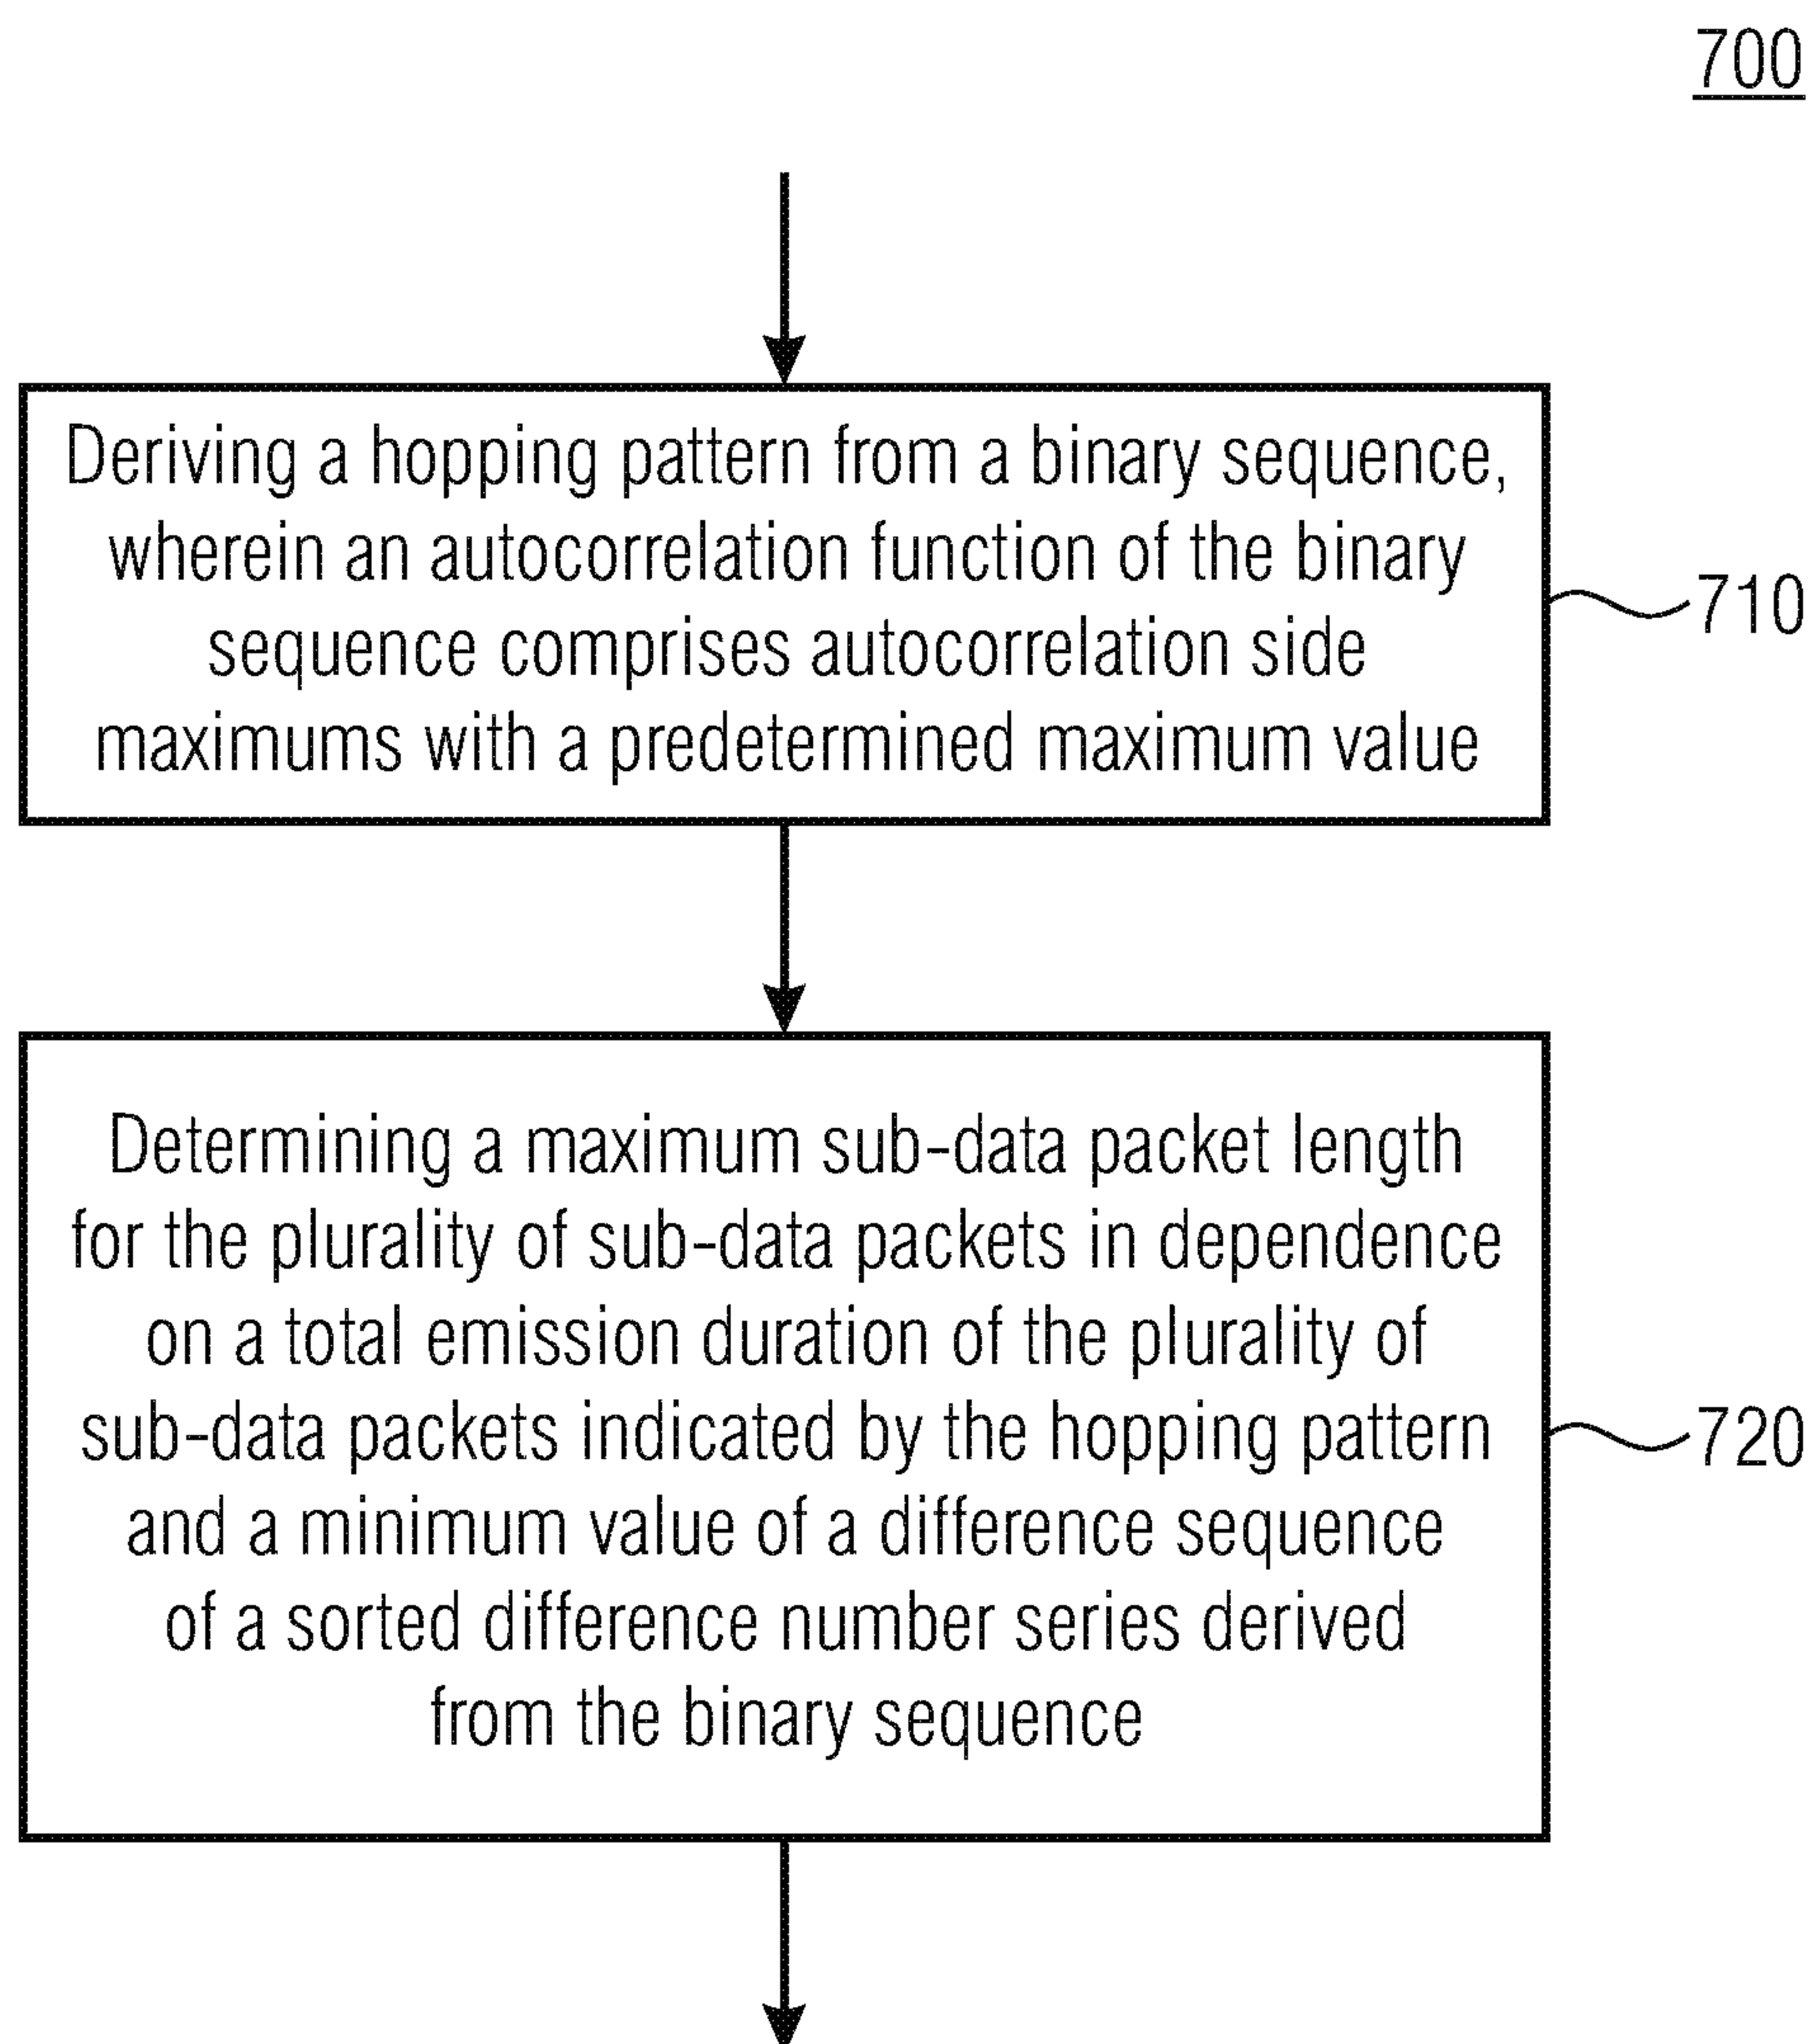 700
Deriving a hopping pattern from a binary sequence,
wherein an autocorrelation function of the binary
sequence comprises autocorrelation side
maximums with a predetermined maximum value
710
Determining a maximum sub-data packet length
for the plurality of sub-data packets in dependence
on a total emission duration of the plurality of
sub-data packets indicated by the hopping pattern
and a minimum value of a difference sequence
of a sorted difference number series derived
from the binary sequence
720